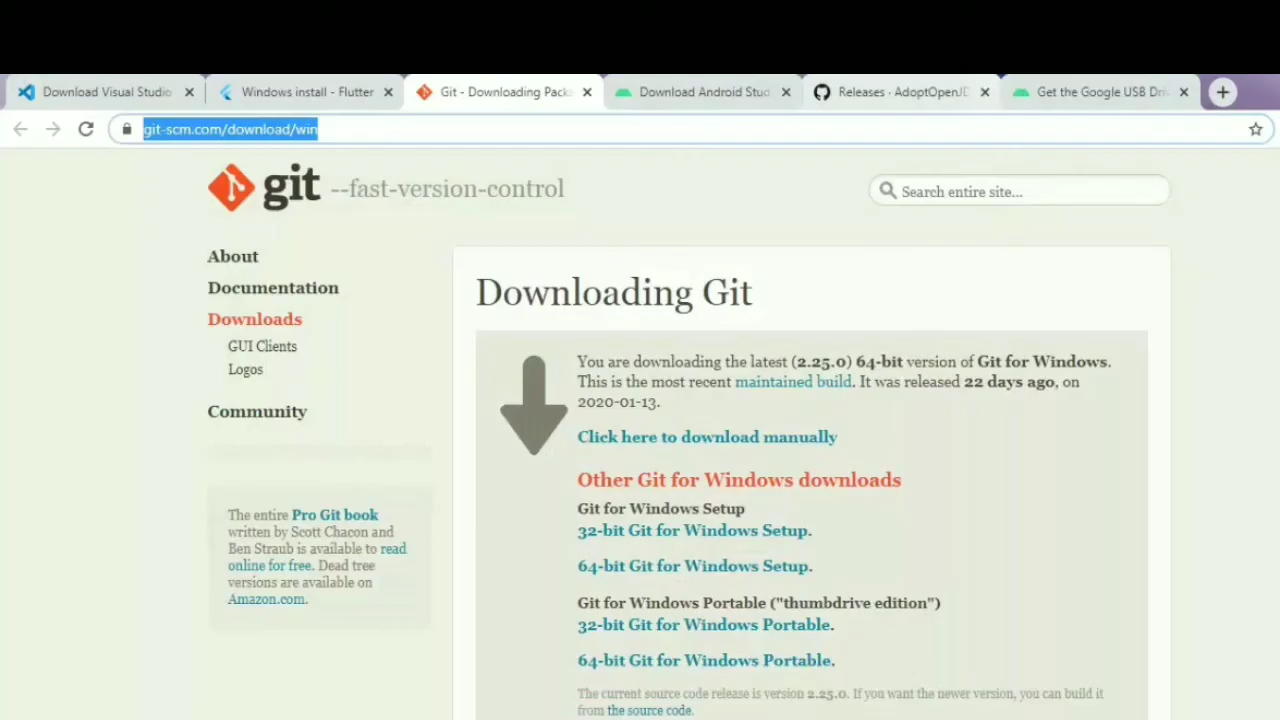 Download Visual Studio
Windows install - Flutter
Git - Downloading Pack
Download Android Stud
Releases · AdoptOpenJD
Get the Google USB Driv
git-scm.com/download/win
git --fast-version-control
Search entire site...
About
Documentation
Downloads
GUI Clients
Logos
Community
The entire Pro Git book
written by Scott Chacon and
Ben Straub is available to read
online for free. Dead tree
versions are available on
Amazon.com.
Downloading Git
You are downloading the latest (2.25.0) 64-bit version of Git for Windows.
This is the most recent maintained build. It was released 22 days ago, on
2020-01-13.
Click here to download manually
Other Git for Windows downloads
Git for Windows Setup
32-bit Git for Windows Setup.
64-bit Git for Windows Setup.
Git for Windows Portable ("thumbdrive edition")
32-bit Git for Windows Portable.
64-bit Git for Windows Portable.
The current source code release is version 2.25.0. If you want the newer version, you can build it
from the source code.